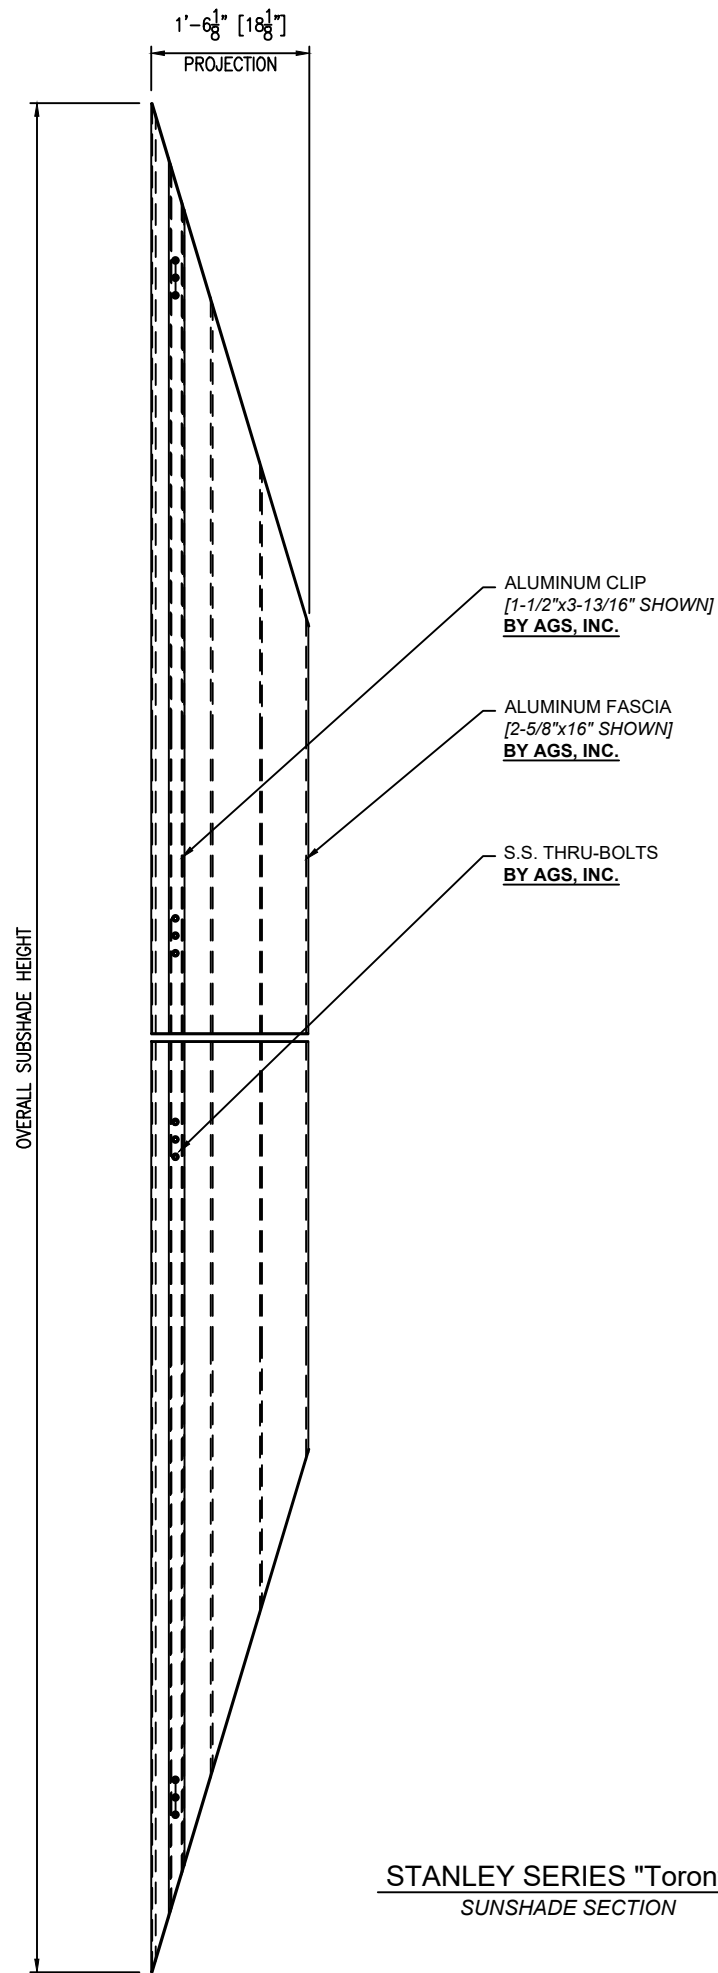 1'-6 1/8" [18 1/8"]
PROJECTION
ALUMINUM CLIP
[1-1/2"x3-13/16" SHOWN]
BY AGS, INC.
ALUMINUM FASCIA
[2-5/8"x16" SHOWN]
BY AGS, INC.
S.S. THRU-BOLTS
BY AGS, INC.
OVERALL SUBSHADE HEIGHT
STANLEY SERIES "Toron
SUNSHADE SECTION